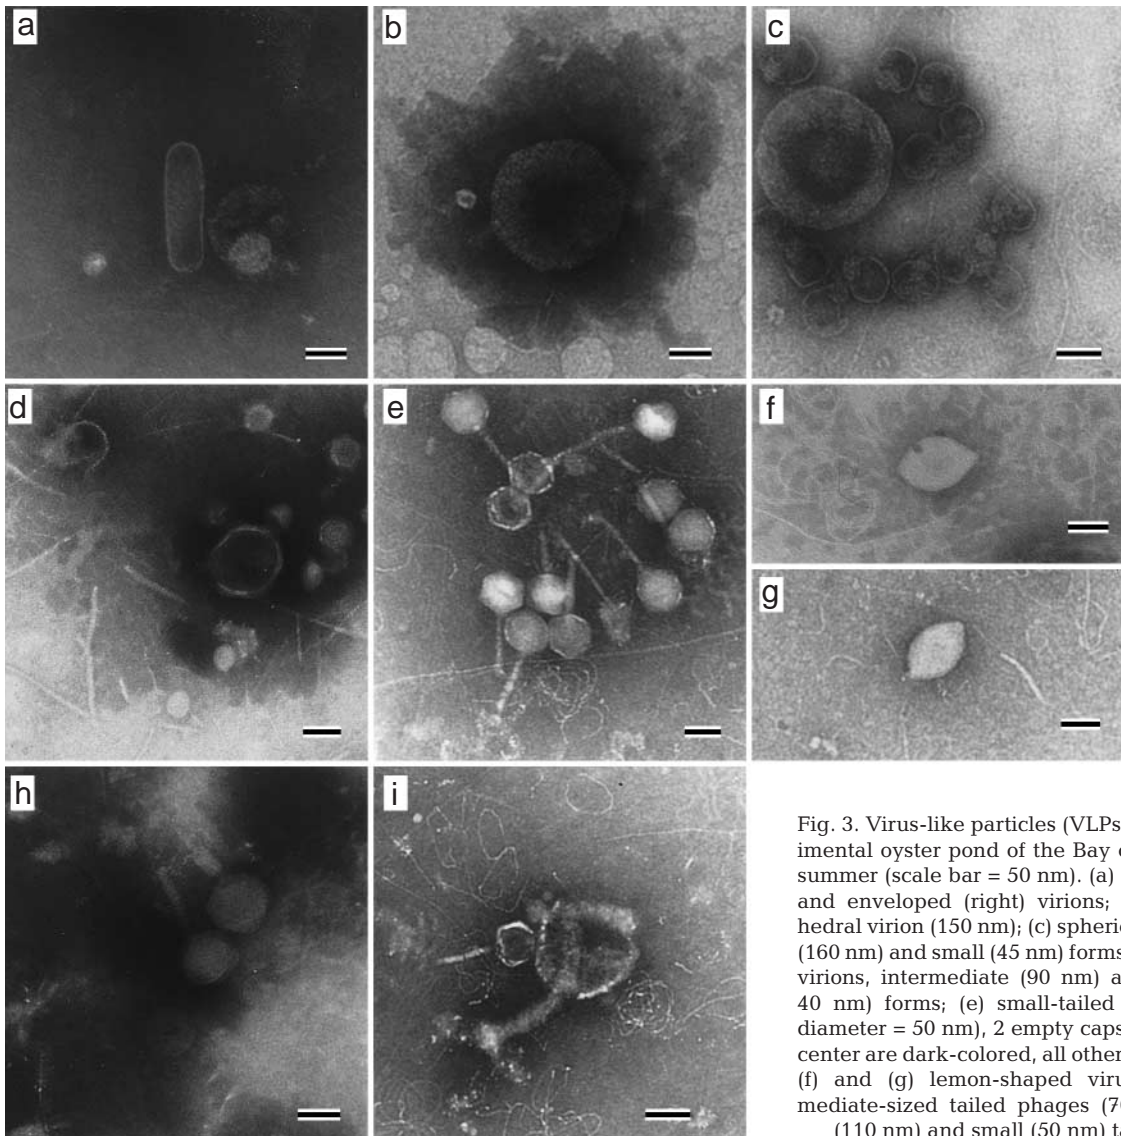 a
b
c
d
e
f
g
h
i
Fig. 3. Virus-like particles (VLPs
imental oyster pond of the Bay
summer (scale bar = 50 nm). (a)
and enveloped (right) virions;
hedral virion (150 nm); (c) spheric
(160 nm) and small (45 nm) forms
virions, intermediate (90 nm) a
40 nm) forms; (e) small-tailed
diameter = 50 nm), 2 empty caps
center are dark-colored, all other
(f) and (g) lemon-shaped viru
mediate-sized tailed phages (70
(110 nm) and small (50 nm) ta